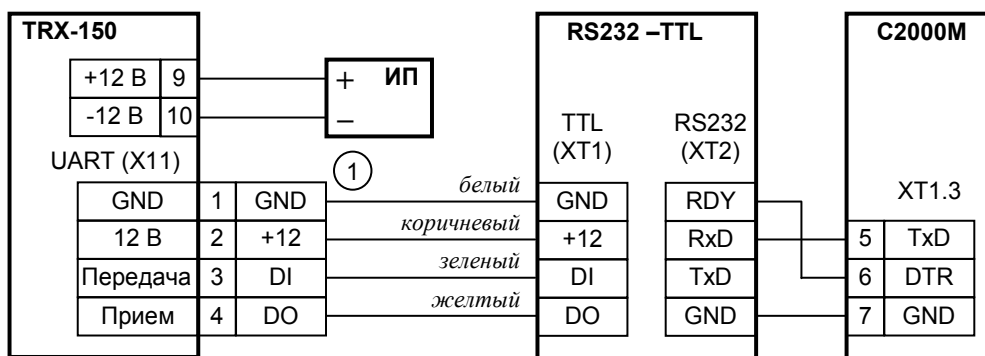 TRX-150
RS232 –TTL
C2000M
+12 В 9
+ ИП
-12 В 10
–
TTL
(XT1)
RS232
(XT2)
UART (X11)
1
XT1.3
GND 1 GND
белый
GND
RDY
12 В 2 +12
коричневый
+12
RxD
5 TxD
Передача 3 DI
зеленый
DI
TxD
6 DTR
Прием 4 DO
желтый
DO
GND
7 GND